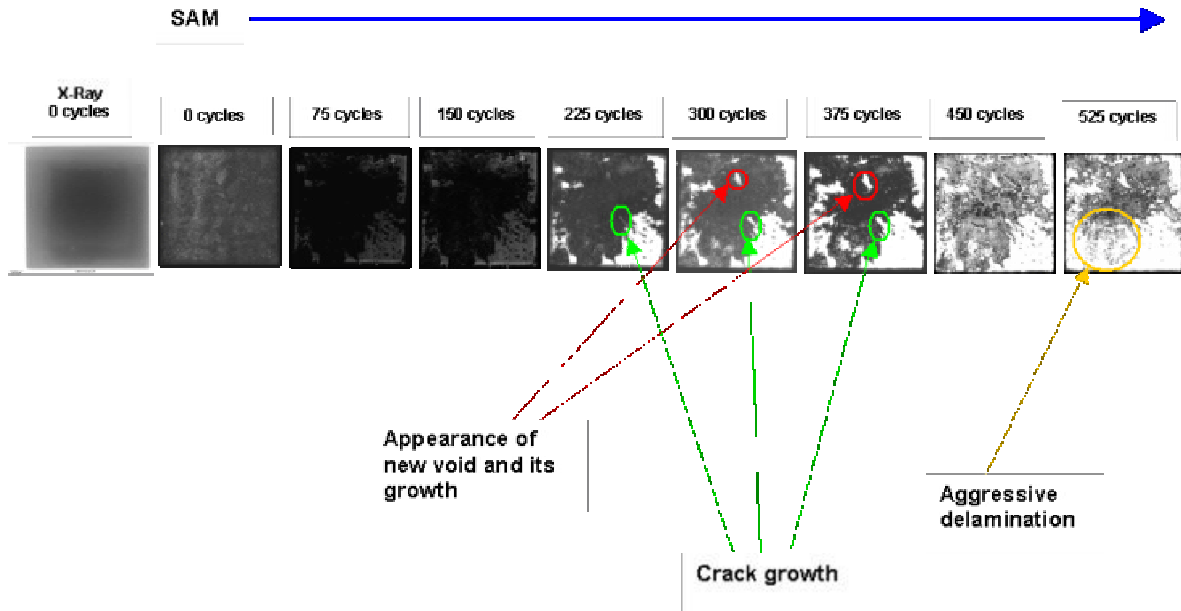 SAM
X-Ray
0 cycles
0 cycles
75 cycles
150 cycles
225 cycles
300 cycles
375 cycles
450 cycles
525 cycles
Appearance of
new void and its
growth
Aggressive
delamination
Crack growth